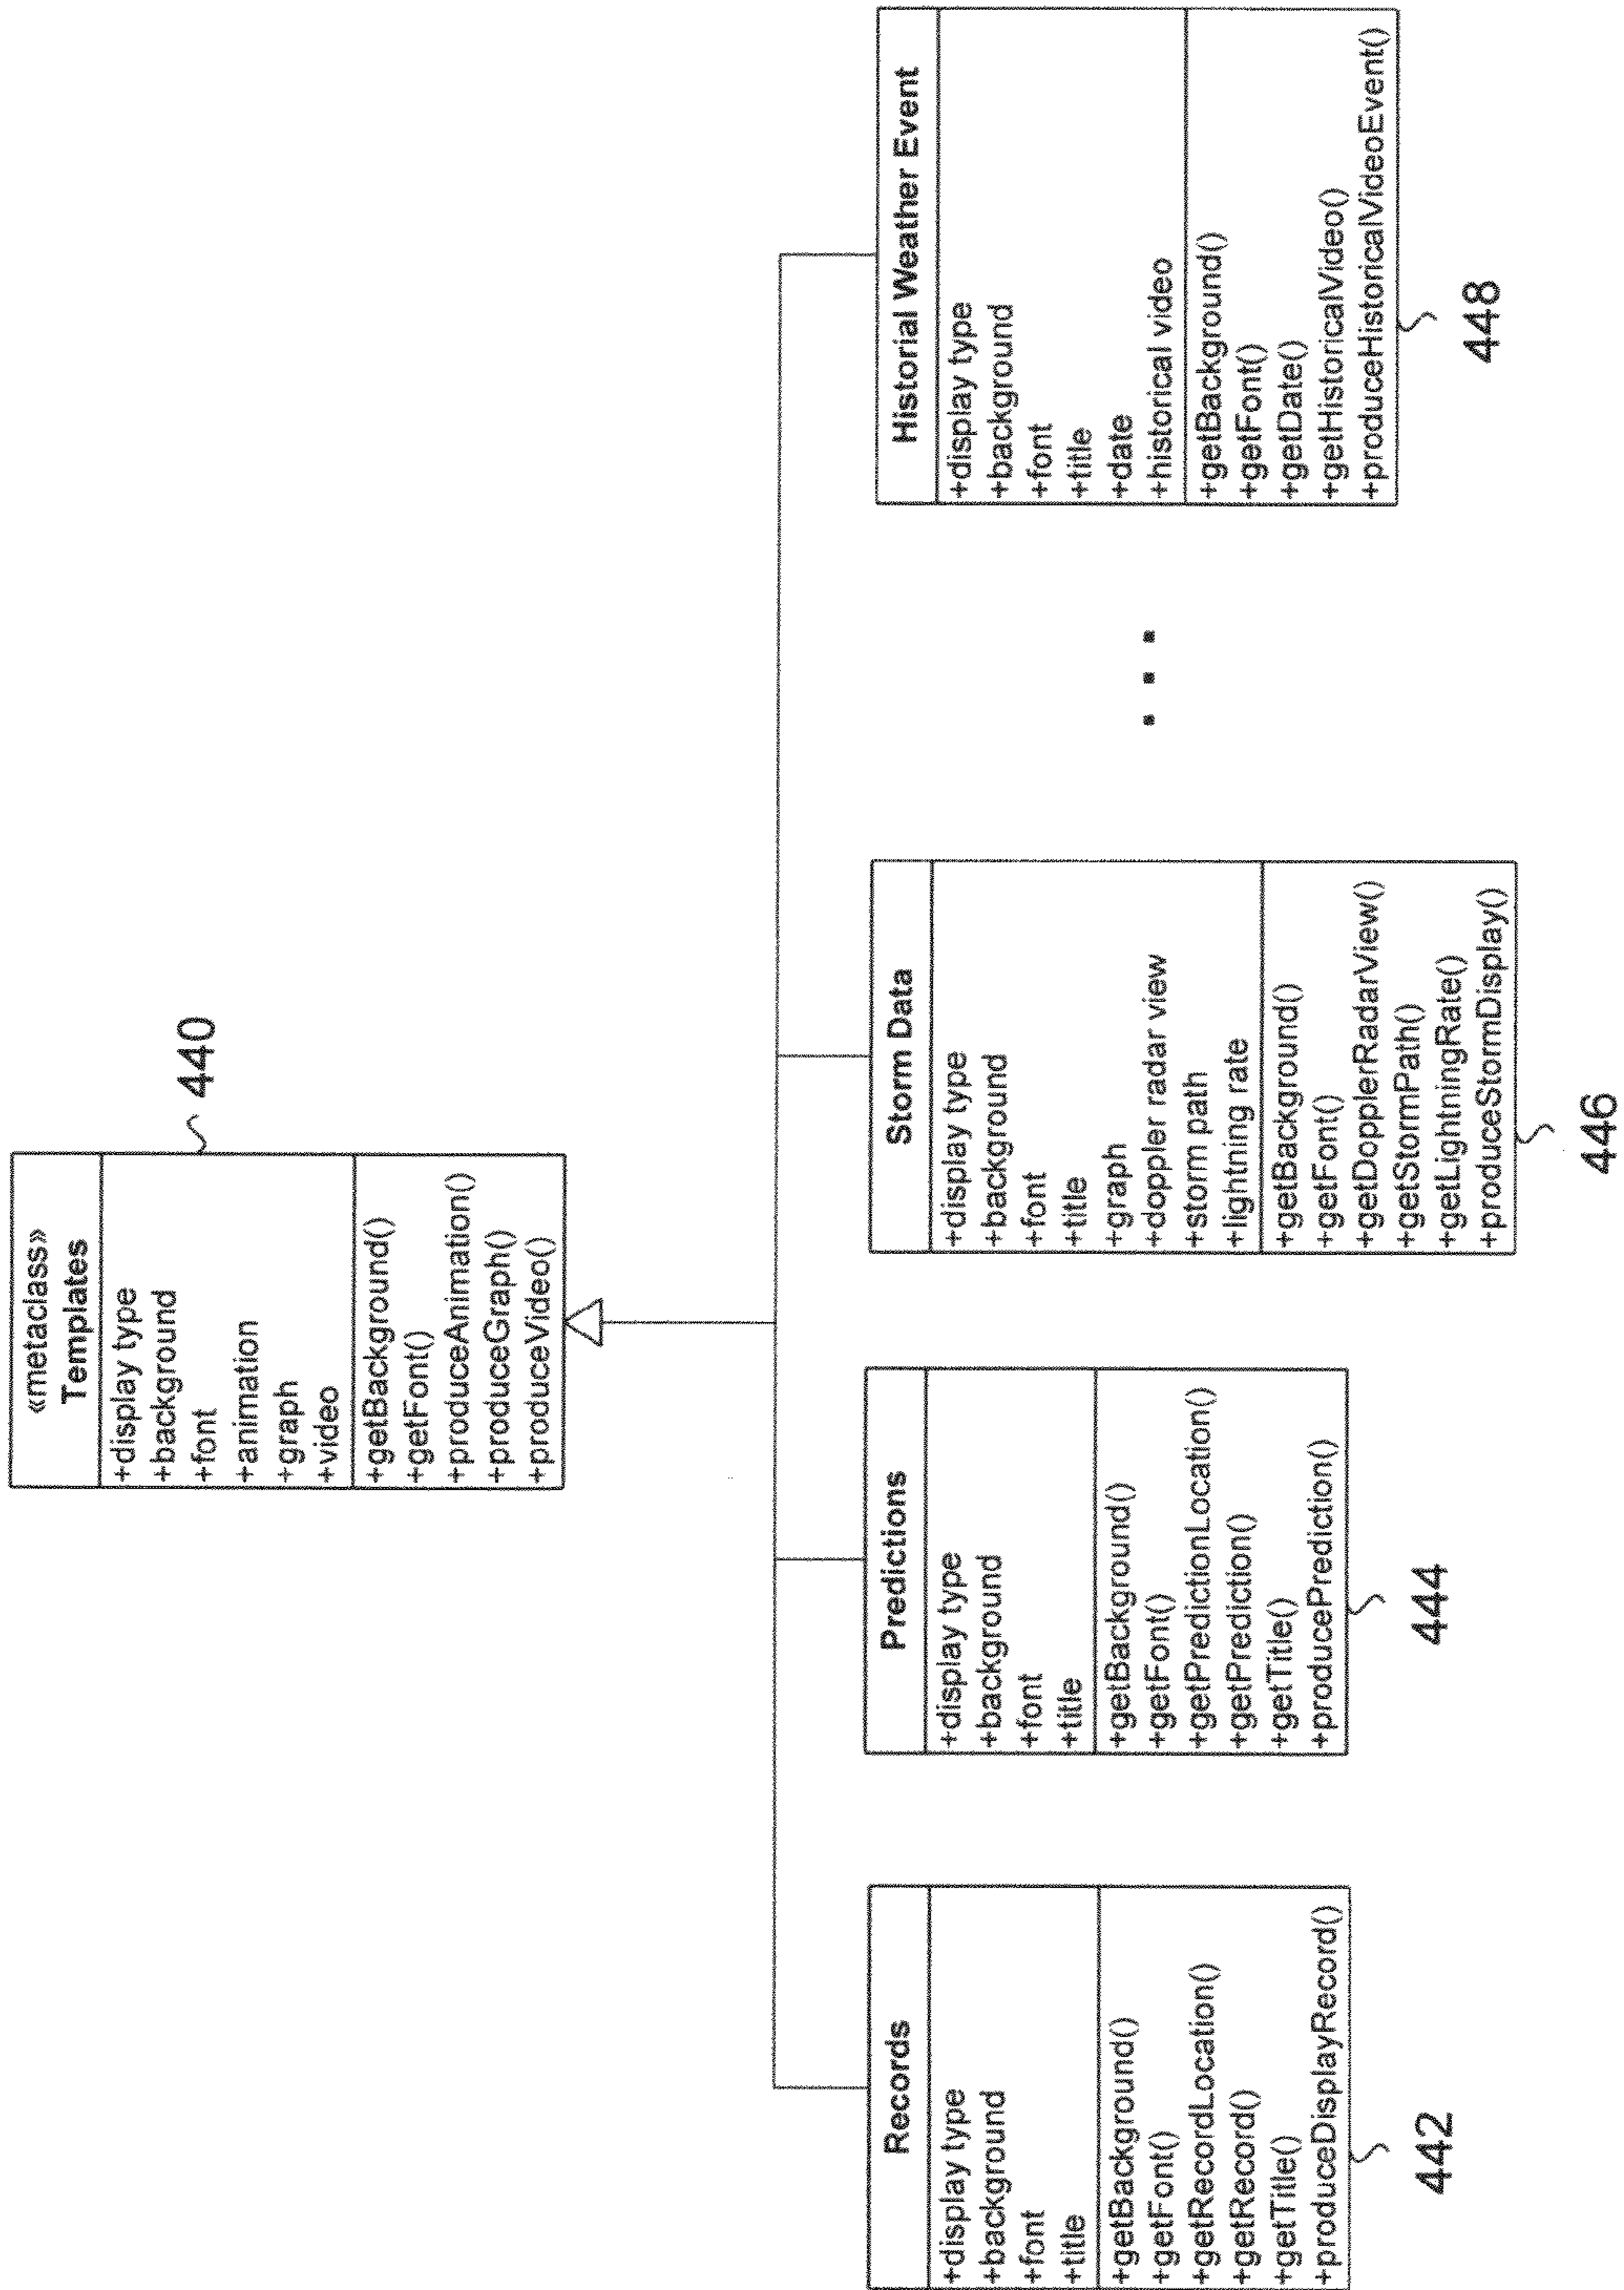 «metaclass»
Templates
+display type
+background
+font
+animation
+graph
+video
+getBackground()
+getFont()
+produceAnimation()
+produceGraph()
+produceVideo()
440
Records
+display type
+background
+font
+title
+getBackground()
+getFont()
+getRecordLocation()
+getRecord()
+getTitle()
+produceDisplayRecord()
442
Predictions
+display type
+background
+font
+title
+getBackground()
+getFont()
+getPredictionLocation()
+getPrediction()
+getTitle()
+producePrediction()
444
Storm Data
+display type
+background
+font
+title
+graph
+doppler radar view
+storm path
+lightning rate
+getBackground()
+getFont()
+getDopplerRadarView()
+getStormPath()
+getLightningRate()
+produceStormDisplay()
446
. . .
Historial Weather Event
+display type
+background
+font
+title
+date
+historical video
+getBackground()
+getFont()
+getDate()
+getHistoricalVideo()
+produceHistoricalVideoEvent()
448